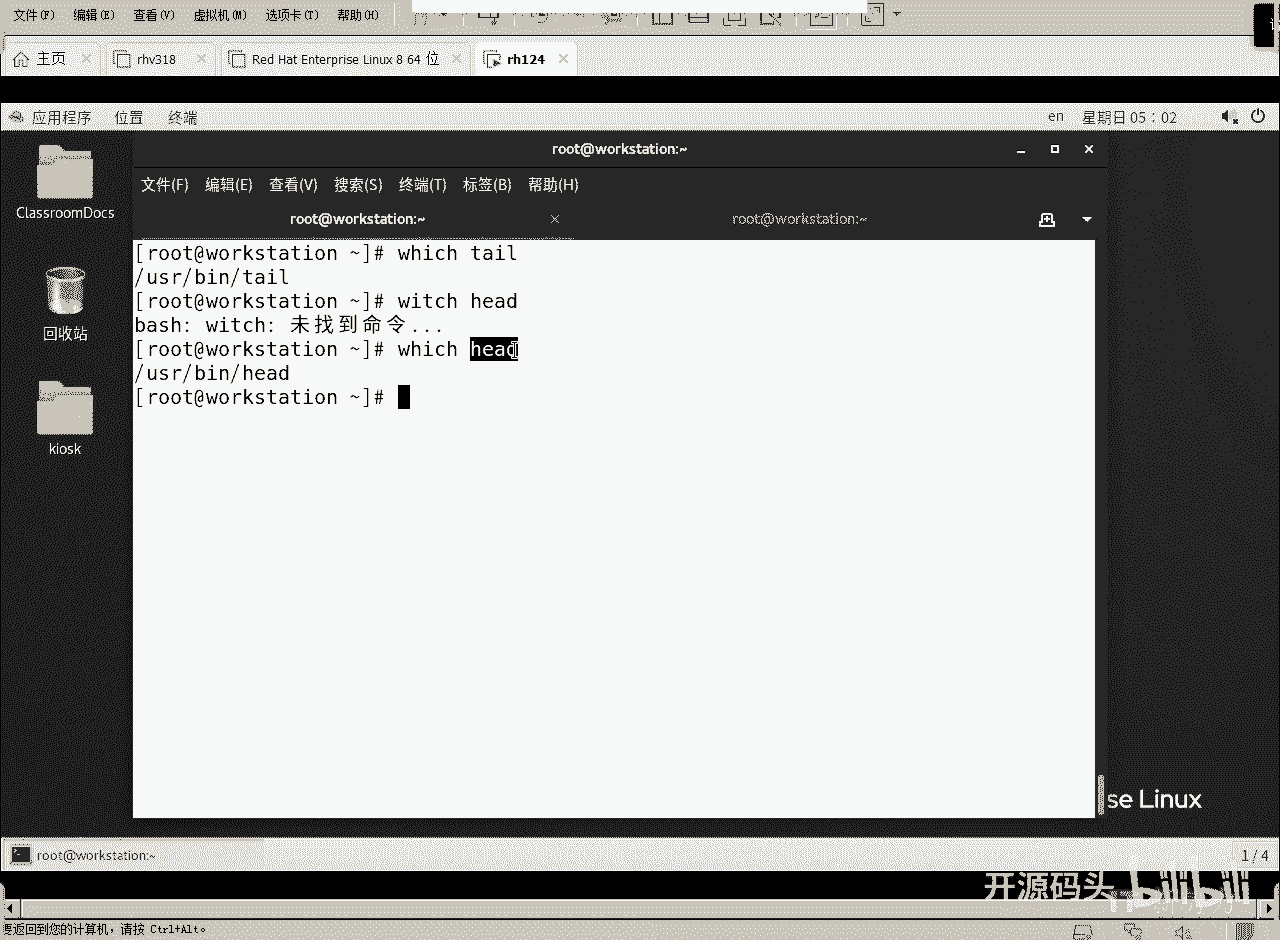 文件(F) 编辑(E) 查看(V) 虚拟机(M) 选项卡(T) 帮助(H)
主页 rhv318 Red Hat Enterprise Linux 8 64 位 rh124
应用程序 位置 终端 en 星期日 05：02
root@workstation:~
文件(F) 编辑(E) 查看(V) 搜索(S) 终端(T) 标签(B) 帮助(H)
root@workstation:~ root@workstation:~
ClassroomDocs
回收站
kiosk
[root@workstation ~]# which tail
/usr/bin/tail
[root@workstation ~]# witch head
bash: witch: 未找到命令...
[root@workstation ~]# which head
/usr/bin/head
[root@workstation ~]#
se Linux
root@workstation:~ 1 / 4
开源码头 bilibili
要返回到您的计算机，请按 Ctrl+Alt。